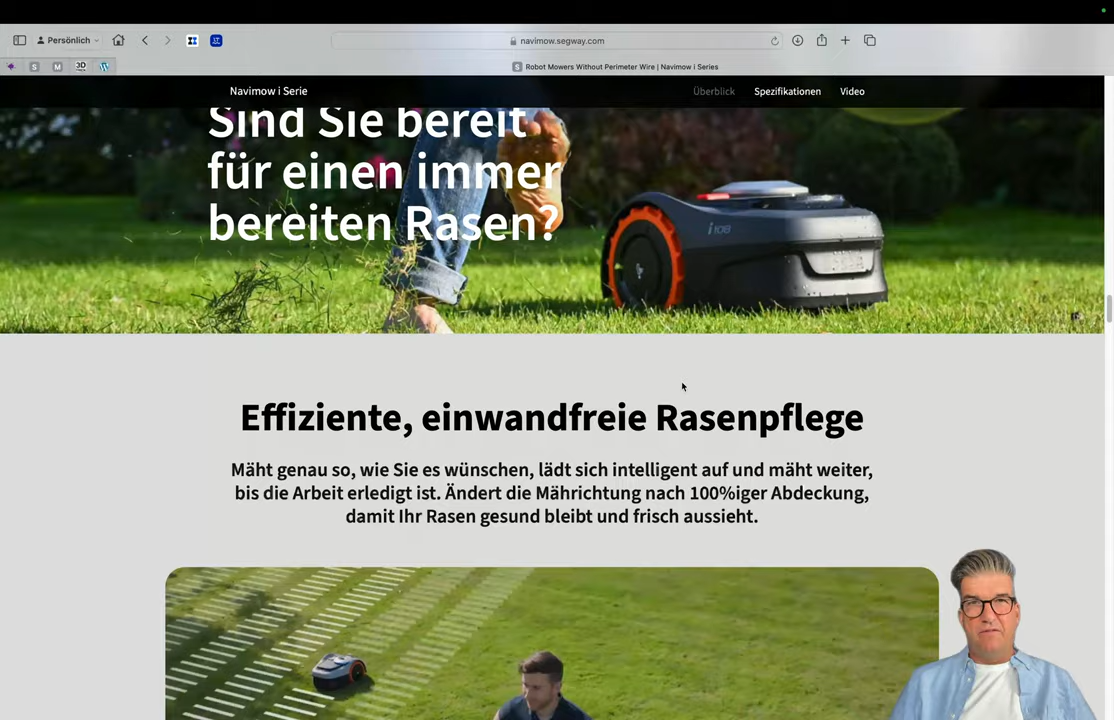 Persönlich
navimow.segway.com
S
M
3D
S Robot Mowers Without Perimeter Wire | Navimow i Series
Navimow i Serie
Überblick
Spezifikationen
Video
Sind Sie bereit
für einen immer
bereiten Rasen?
i108
Effiziente, einwandfreie Rasenpflege
Mäht genau so, wie Sie es wünschen, lädt sich intelligent auf und mäht weiter,
bis die Arbeit erledigt ist. Ändert die Mährichtung nach 100%iger Abdeckung,
damit Ihr Rasen gesund bleibt und frisch aussieht.